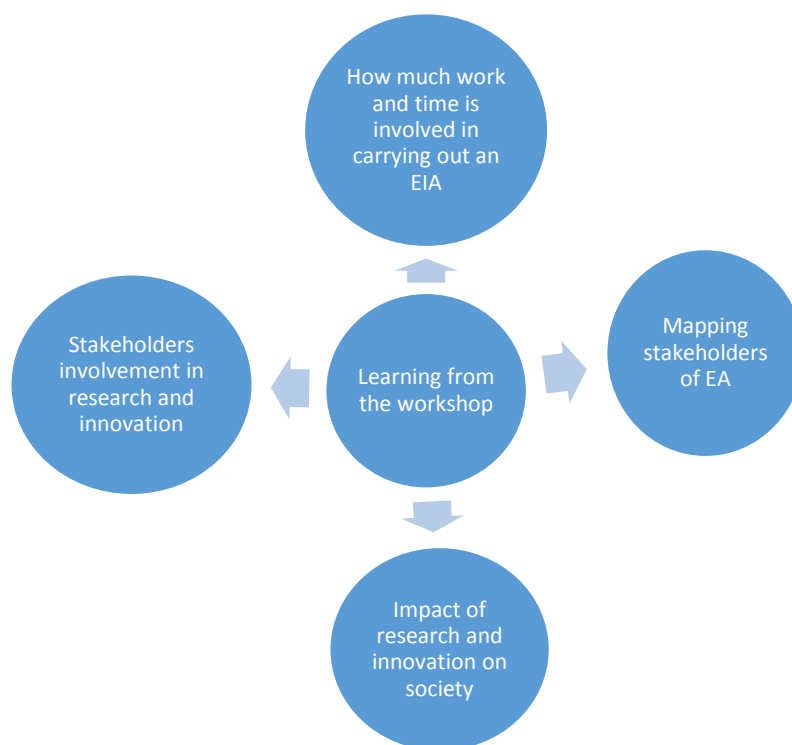 How much work
and time is
involved in
carrying out an
EIA
Stakeholders
involvement in
research and
innovation
Learning from
the workshop
Mapping
stakeholders
of EA
Impact of
research and
innovation on
society